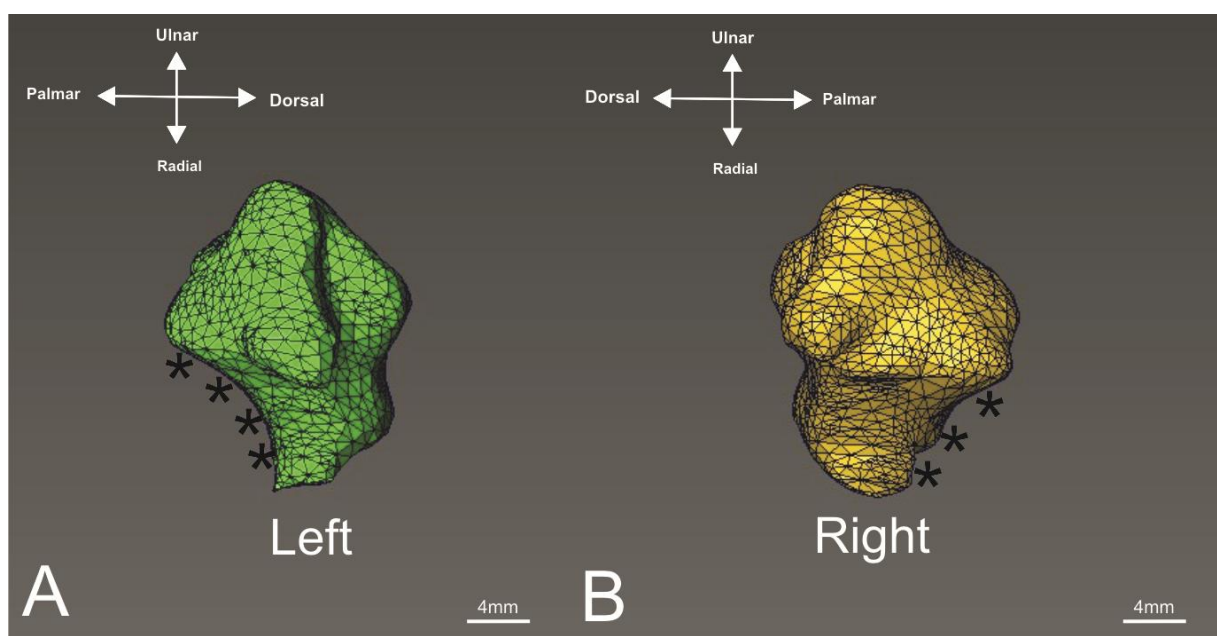 Ulnar
Palmar Dorsal
Radial
Ulnar
Dorsal Palmar
Radial
* * * *
* * *
Left
Right
A
4mm
B
4mm